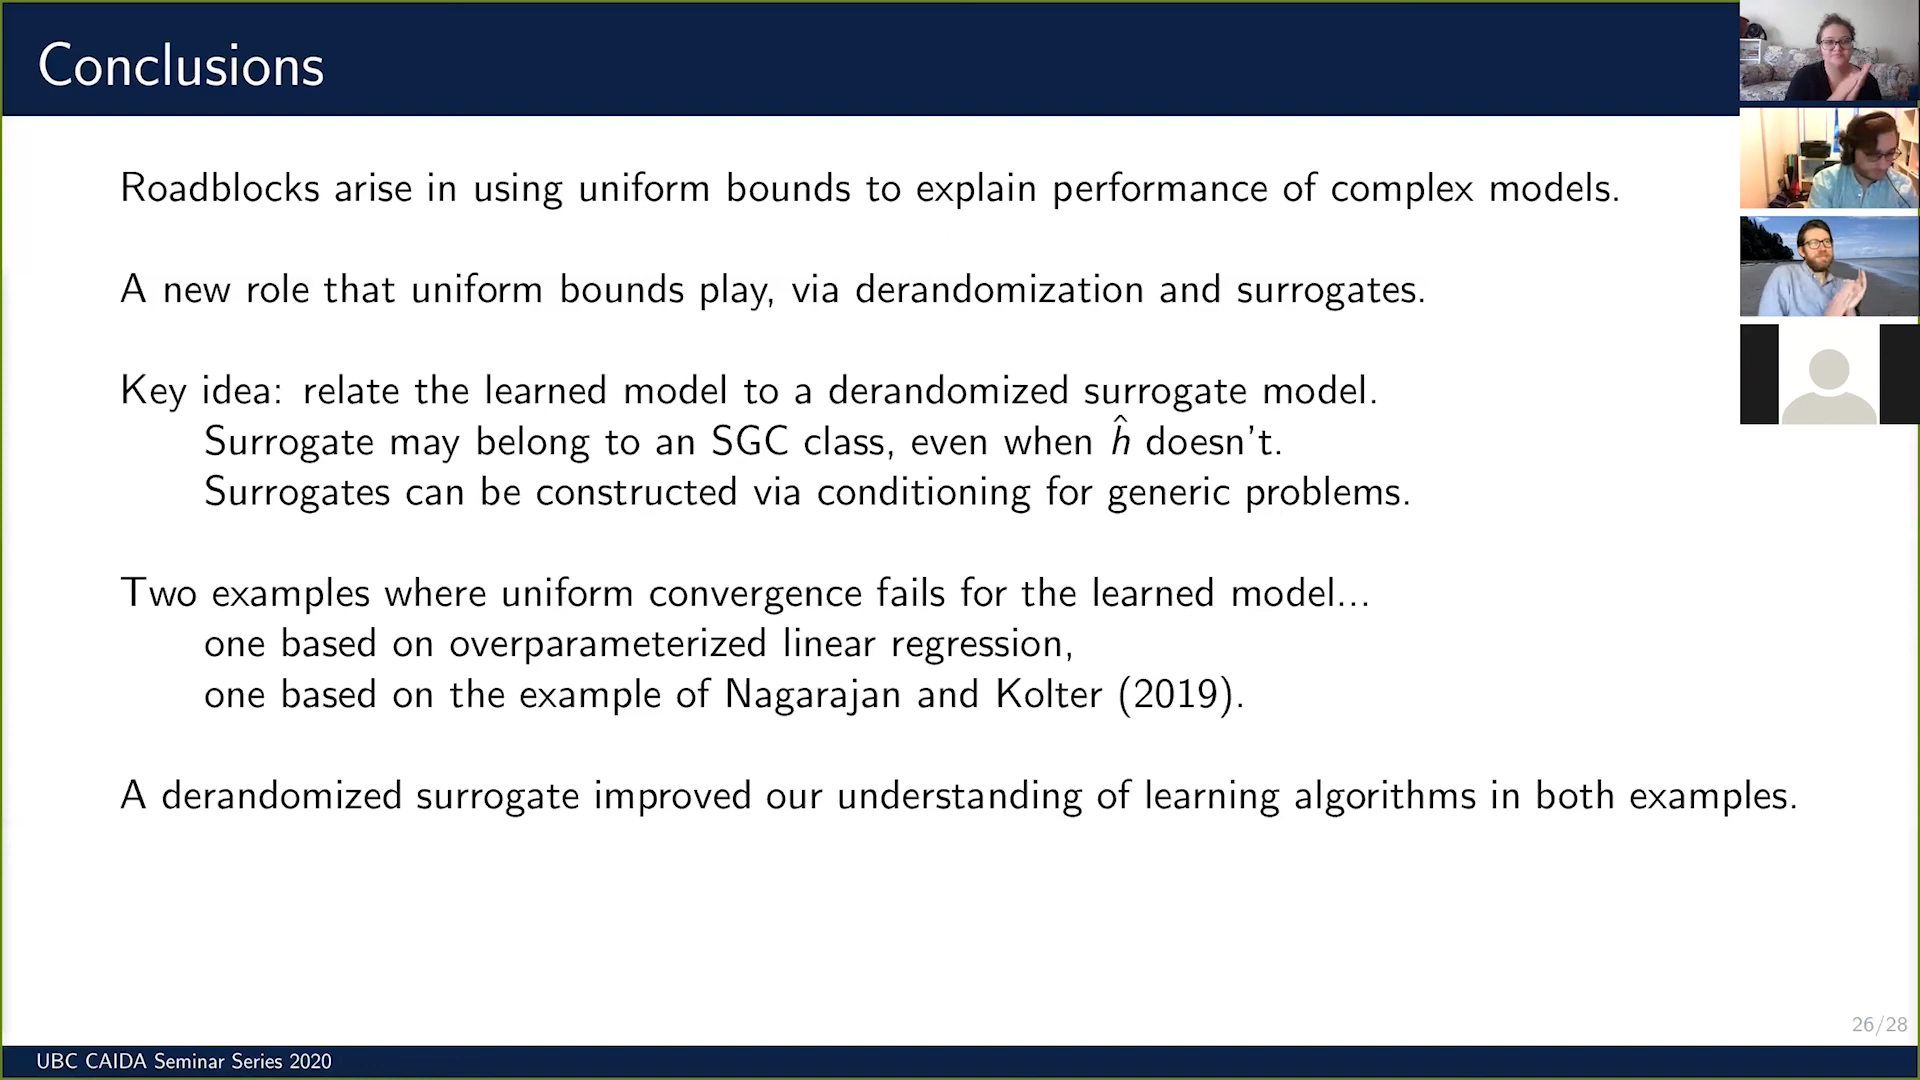 Conclusions
Roadblocks arise in using uniform bounds to explain performance of complex models.
A new role that uniform bounds play, via derandomization and surrogates.
Key idea: relate the learned model to a derandomized surrogate model.
Surrogate may belong to an SGC class, even when ĥ doesn't.
Surrogates can be constructed via conditioning for generic problems.
Two examples where uniform convergence fails for the learned model...
one based on overparameterized linear regression,
one based on the example of Nagarajan and Kolter (2019).
A derandomized surrogate improved our understanding of learning algorithms in both examples.
26/28
UBC CAIDA Seminar Series 2020